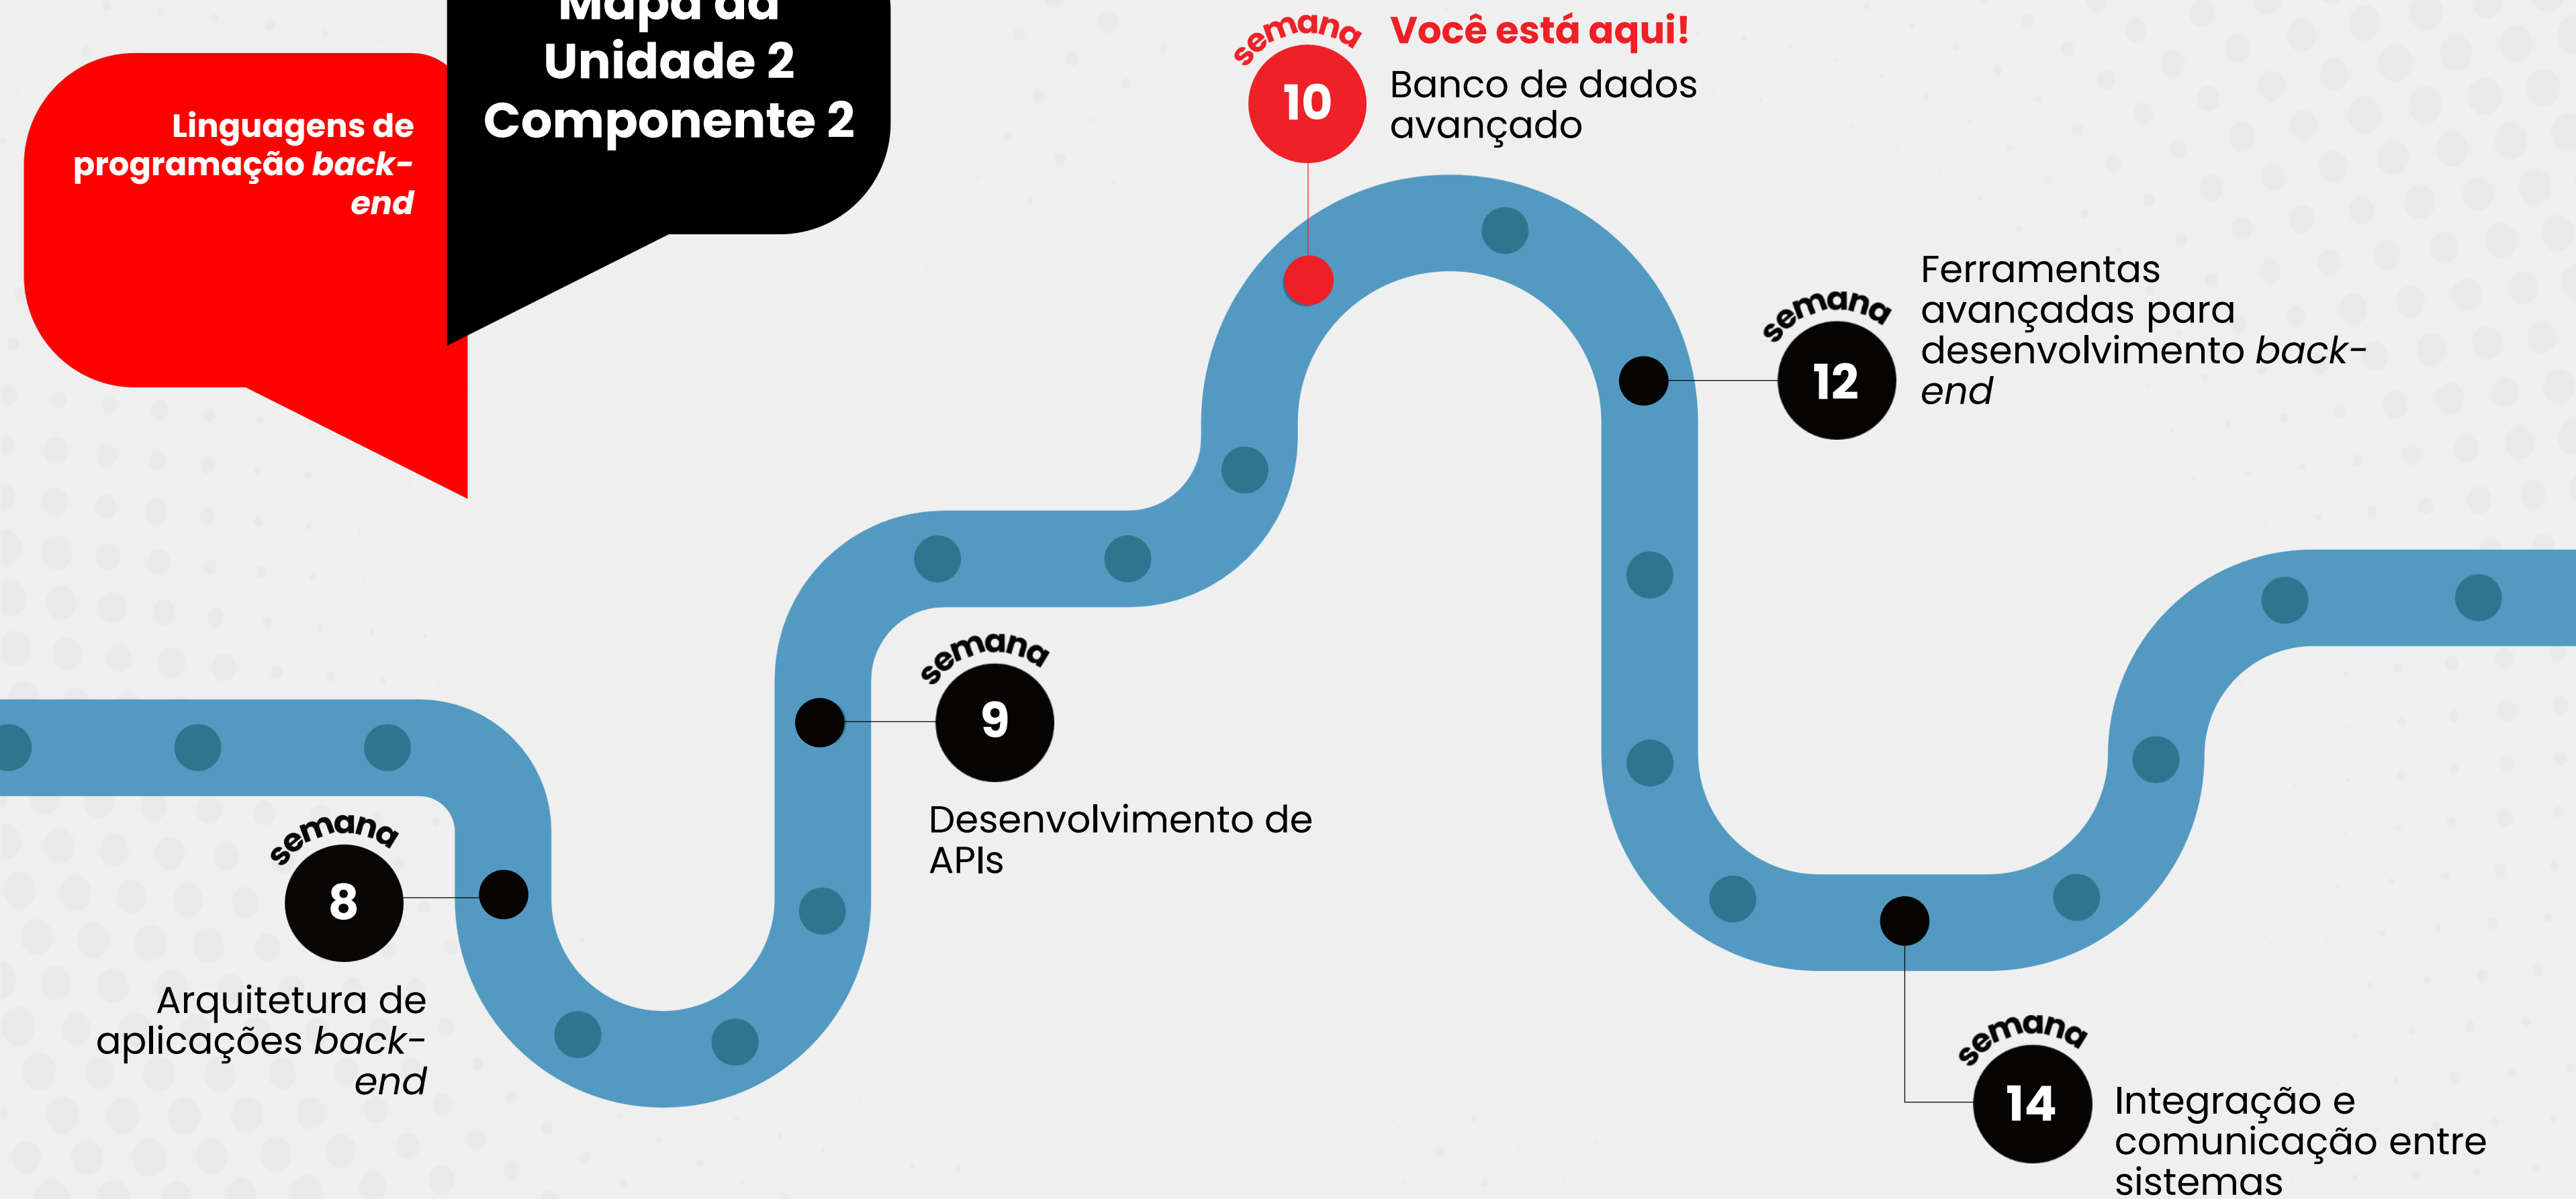 Mapa da
Unidade 2
Componente 2
Linguagens de
programação back-
end
semana
10
Você está aqui!
Banco de dados
avançado
semana
12
Ferramentas
avançadas para
desenvolvimento back-
end
semana
9
Desenvolvimento de
APIs
semana
8
Arquitetura de
aplicações back-
end
semana
14
Integração e
comunicação entre
sistemas